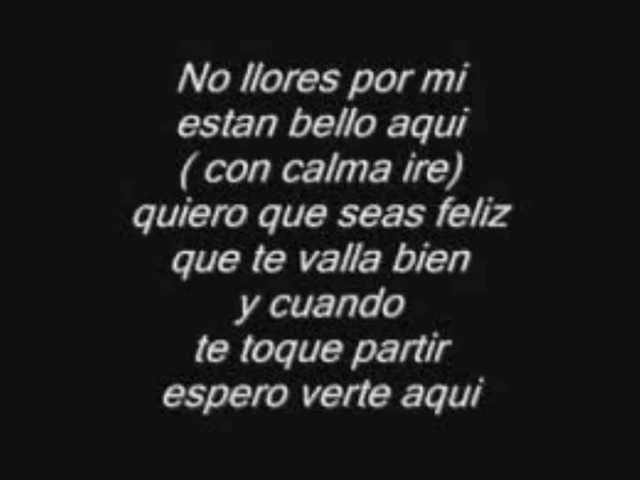 No llores por mi
estan bello aqui
( con calma ire)
quiero que seas feliz
que te valla bien
y cuando
te toque partir
espero verte aqui